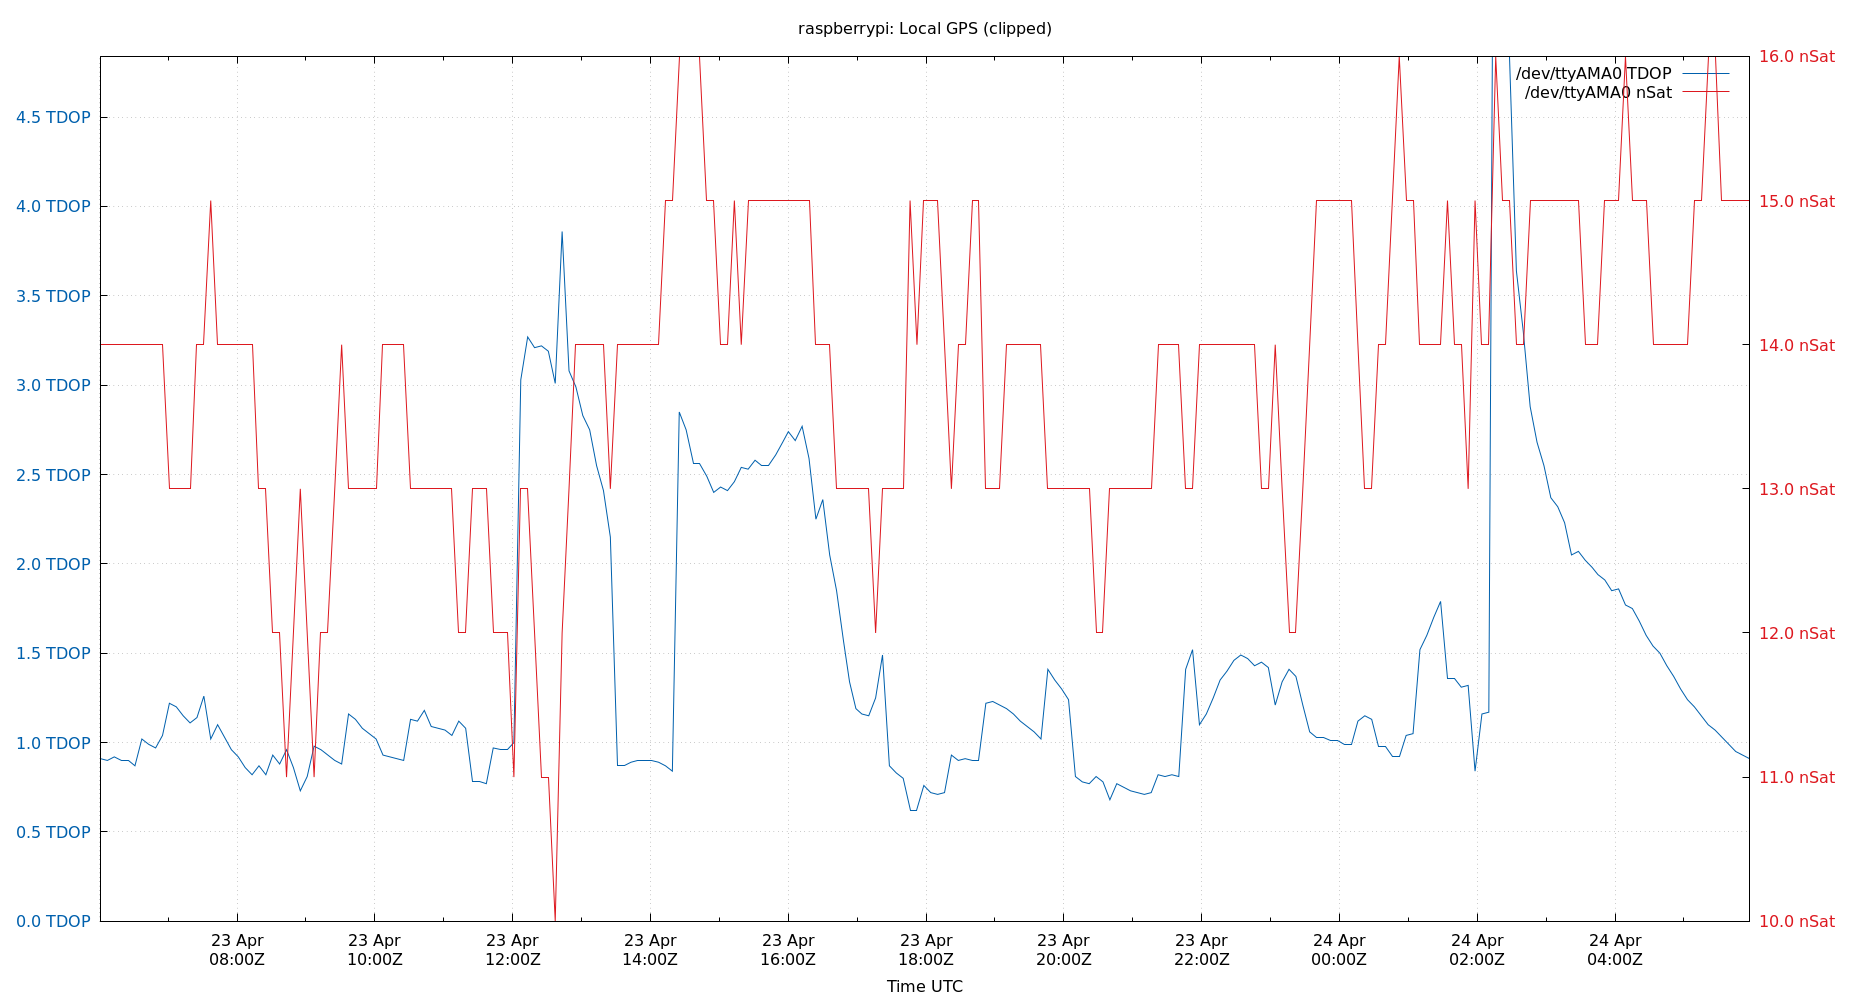 raspberrypi: Local GPS (clipped)
/dev/ttyAMA0 TDOP
/dev/ttyAMA0 nSat
4.5 TDOP
4.0 TDOP
3.5 TDOP
3.0 TDOP
2.5 TDOP
2.0 TDOP
1.5 TDOP
1.0 TDOP
0.5 TDOP
0.0 TDOP
16.0 nSat
15.0 nSat
14.0 nSat
13.0 nSat
12.0 nSat
11.0 nSat
10.0 nSat
23 Apr
08:00Z
23 Apr
10:00Z
23 Apr
12:00Z
23 Apr
14:00Z
23 Apr
16:00Z
23 Apr
18:00Z
23 Apr
20:00Z
23 Apr
22:00Z
24 Apr
00:00Z
24 Apr
02:00Z
24 Apr
04:00Z
Time UTC